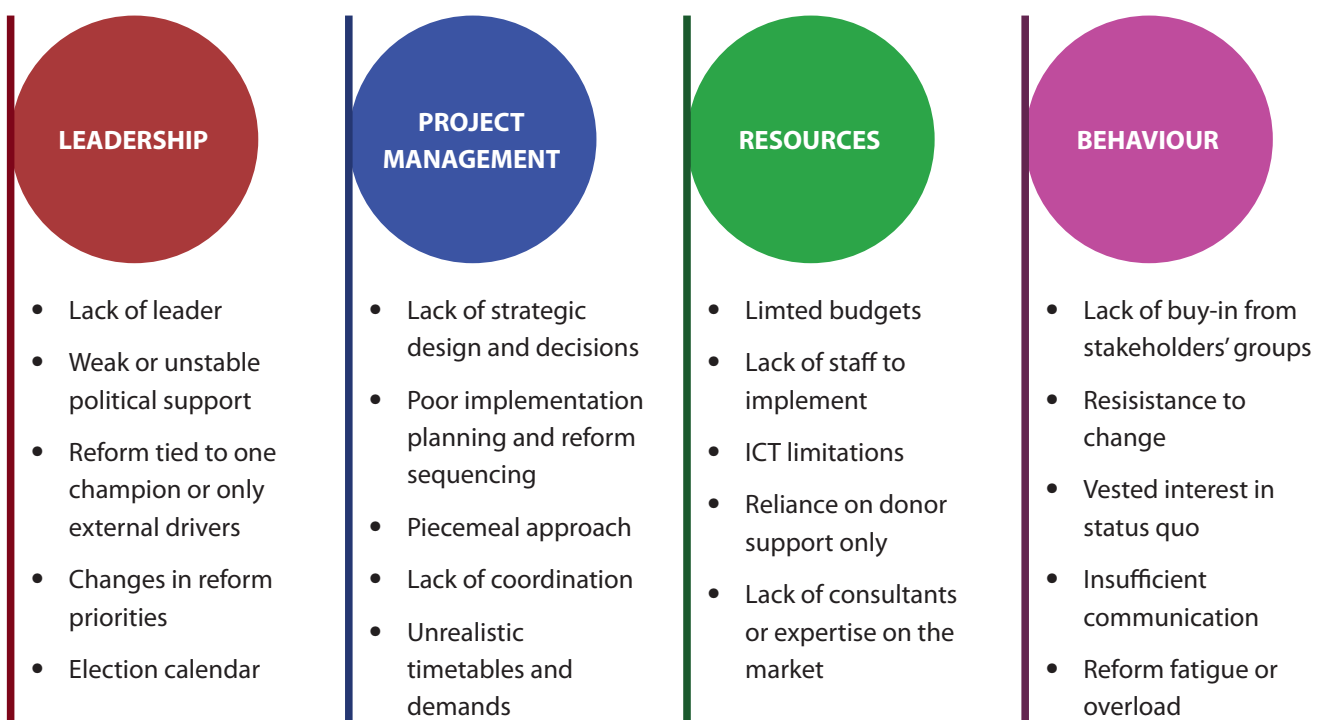 LEADERSHIP
• Lack of leader
• Weak or unstable
political support
• Reform tied to one
champion or only
external drivers
• Changes in reform
priorities
• Election calendar
PROJECT
MANAGEMENT
• Lack of strategic
design and decisions
• Poor implementation
planning and reform
sequencing
• Piecemeal approach
• Lack of coordination
• Unrealistic
timetables and
demands
RESOURCES
• Limted budgets
• Lack of staff to
implement
• ICT limitations
• Reliance on donor
support only
• Lack of consultants
or expertise on the
market
BEHAVIOUR
• Lack of buy-in from
stakeholders’ groups
• Resisistance to
change
• Vested interest in
status quo
• Insufficient
communication
• Reform fatigue or
overload